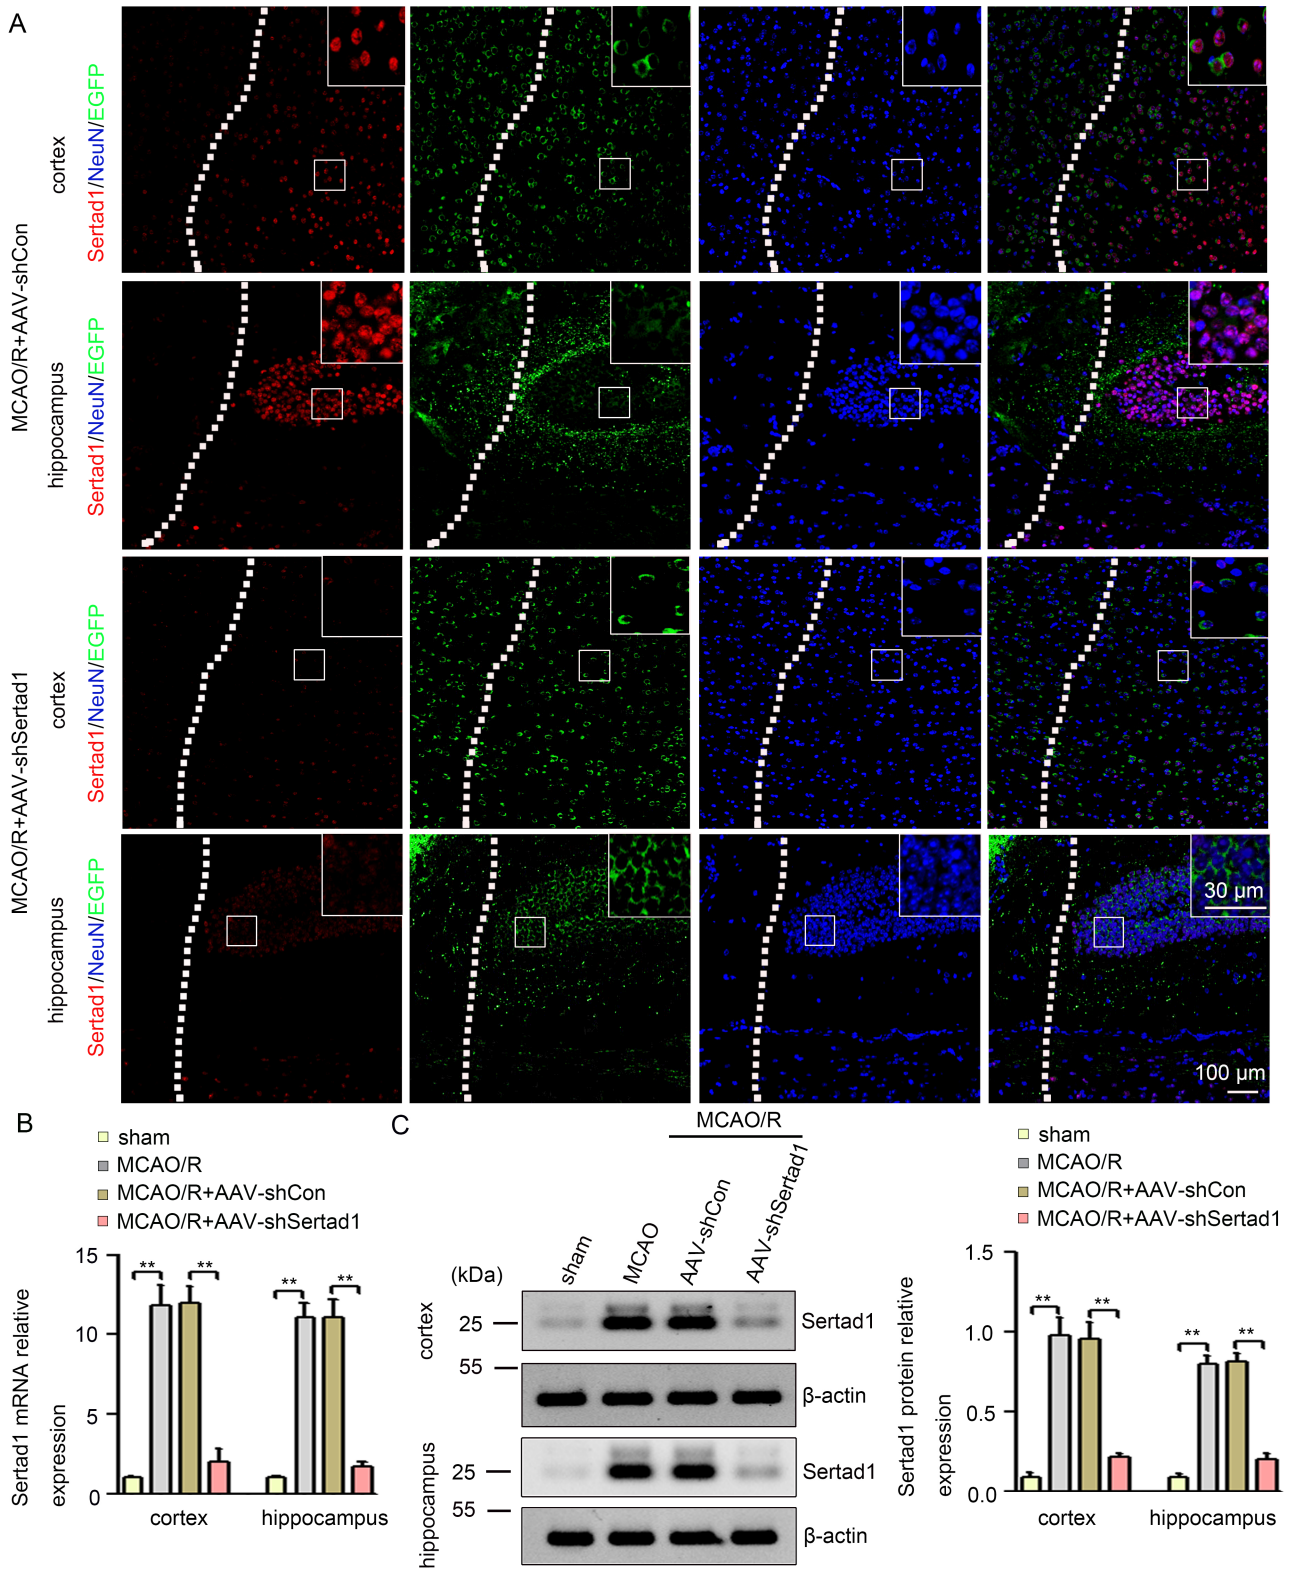 A
MCAO/R+AAV-shCon
cortex
Sertad1/NeuN/EGFP
hippocampus
Sertad1/NeuN/EGFP
MCAO/R+AAV-shSertad1
cortex
Sertad1/NeuN/EGFP
hippocampus
Sertad1/NeuN/EGFP
30 µm
100 µm
B
sham
MCAO/R
MCAO/R+AAV-shCon
MCAO/R+AAV-shSertad1
Sertad1 mRNA relative
expression
15
10
5
0
**
**
**
**
cortex
hippocampus
C
MCAO/R
sham
MCAO
AAV-shCon
AAV-shSertad1
(kDa)
cortex
25
Sertad1
55
β-actin
hippocampus
25
Sertad1
55
β-actin
sham
MCAO/R
MCAO/R+AAV-shCon
MCAO/R+AAV-shSertad1
Sertad1 protein relative
expression
1.5
1.0
0.5
0.0
**
**
**
**
cortex
hippocampus